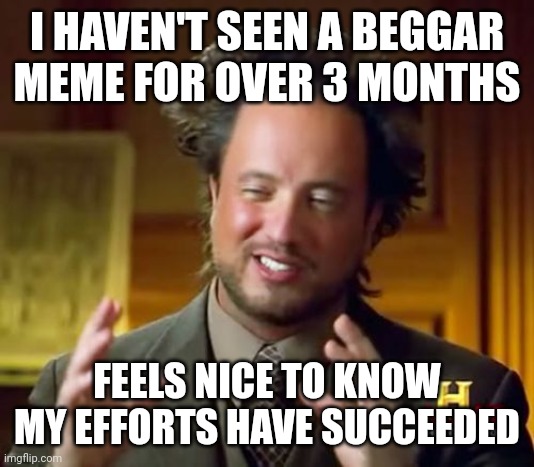 I HAVEN'T SEEN A BEGGAR
MEME FOR OVER 3 MONTHS
FEELS NICE TO KNOW
H
MY EFFORTS HAVE SUCCEEDED
imgflip.com